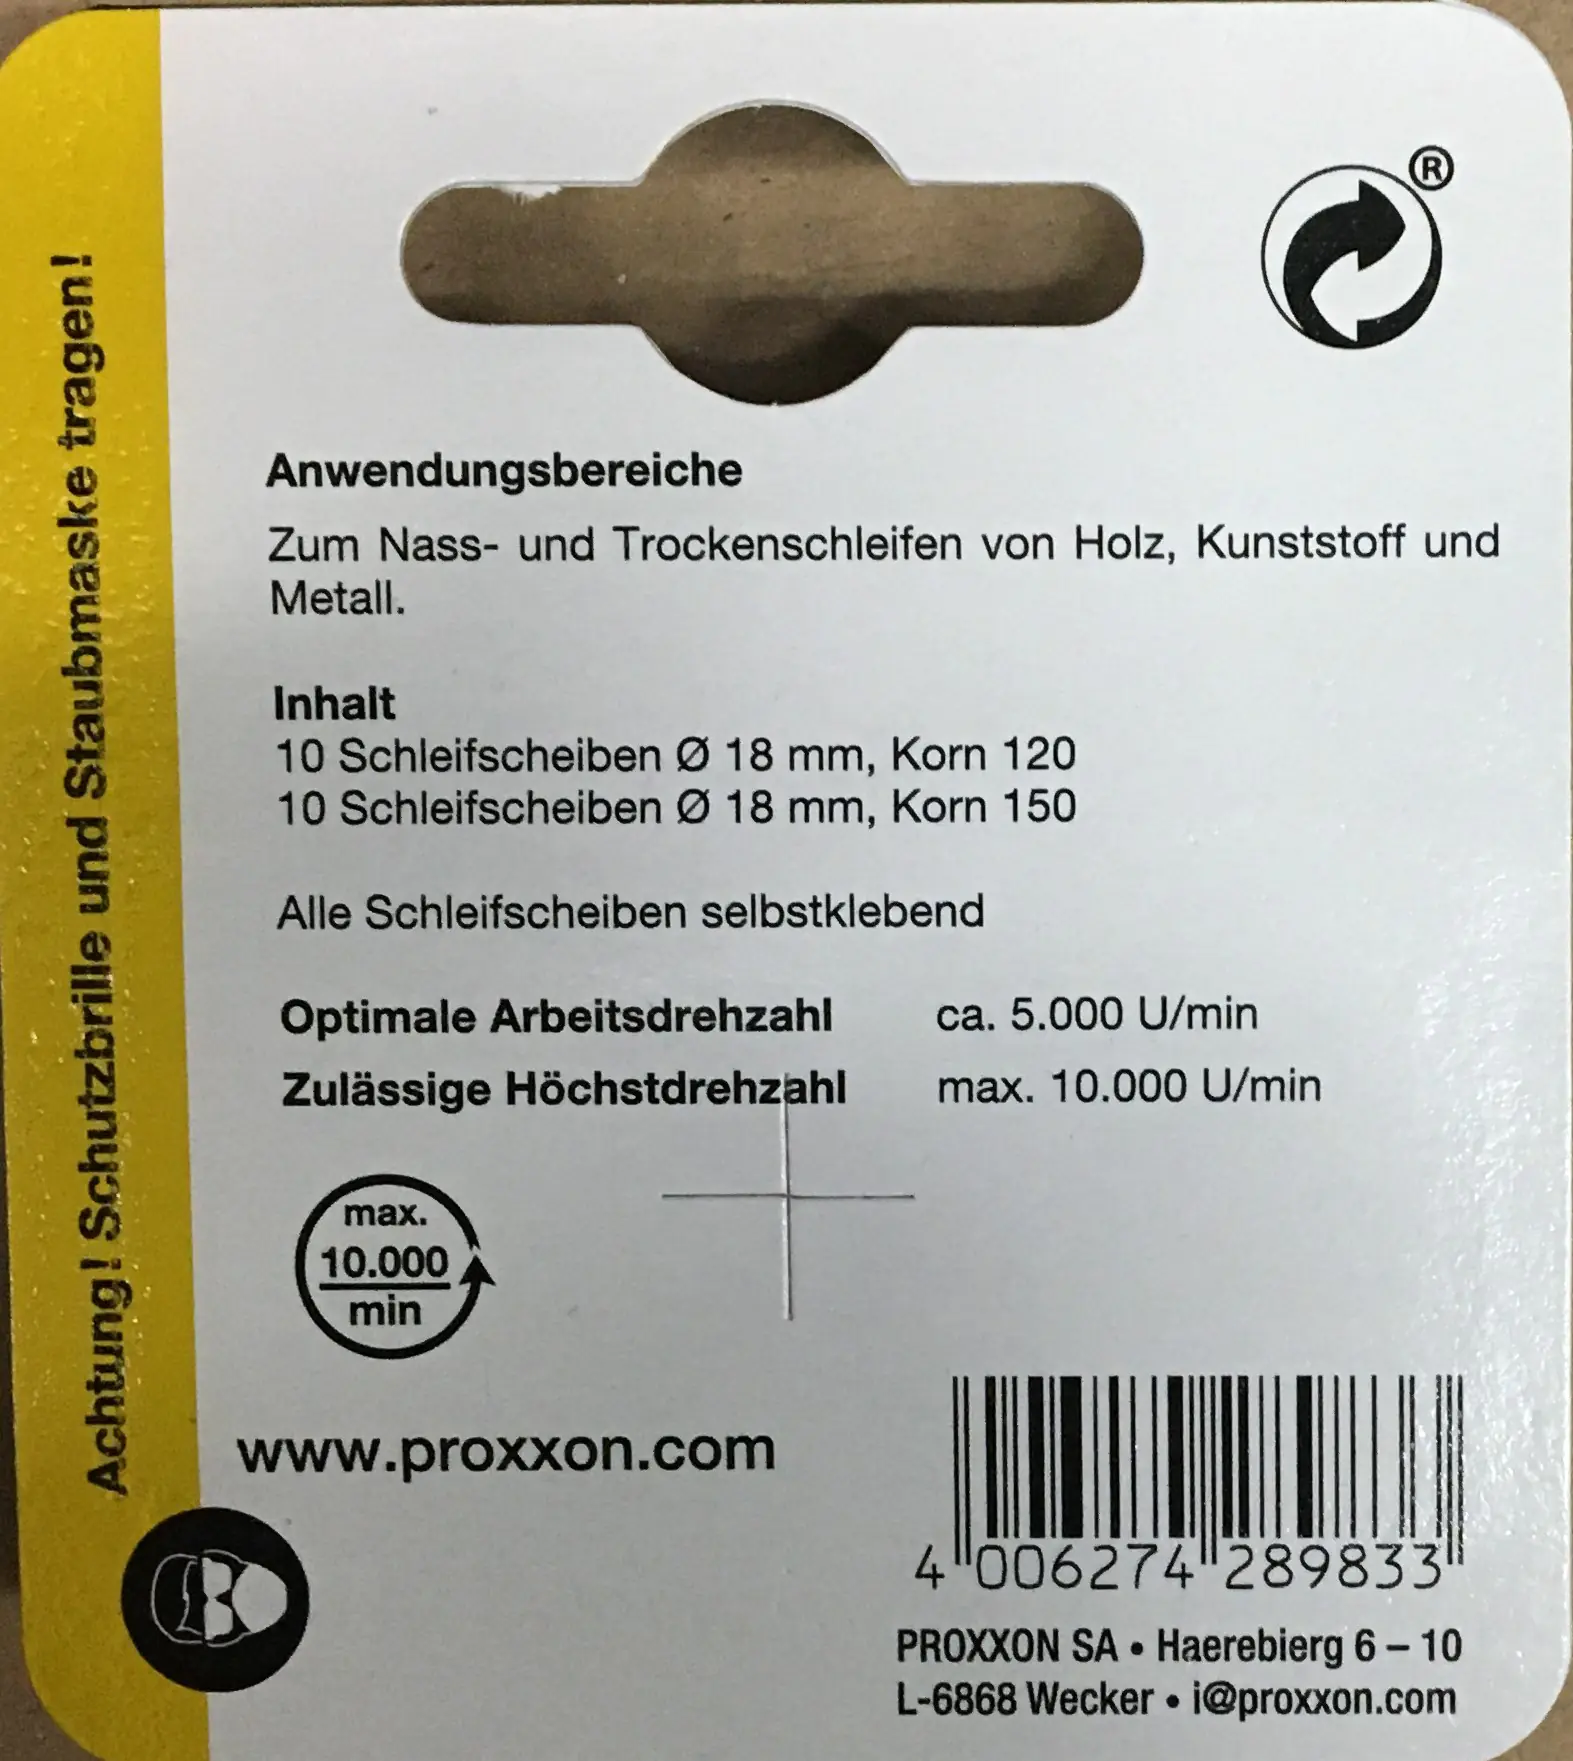 ®
Achtung! Schutzbrille und Staubmaske tragen!
Anwendungsbereiche
Zum Nass- und Trockenschleifen von Holz, Kunststoff und
Metall.
Inhalt
10 Schleifscheiben Ø 18 mm, Korn 120
10 Schleifscheiben Ø 18 mm, Korn 150
Alle Schleifscheiben selbstklebend
Optimale Arbeitsdrehzahl ca. 5.000 U/min
Zulässige Höchstdrehzahl max. 10.000 U/min
max.
10.000
min
www.proxxon.com
4 006274 289833
PROXXON SA • Haerebierg 6 – 10
L-6868 Wecker • i@proxxon.com